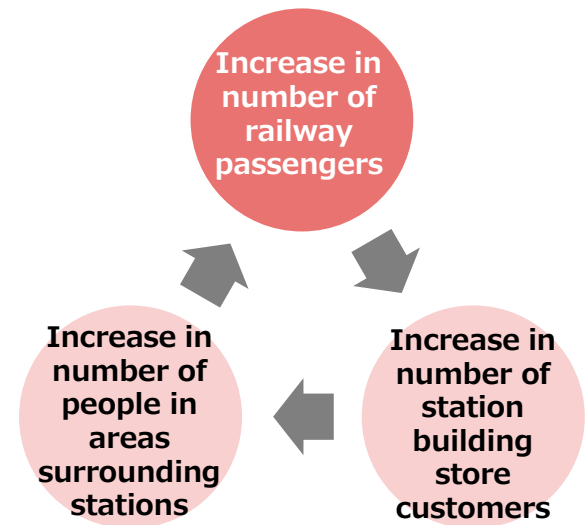 Increase in
number of
railway
passengers
Increase in
number of
people in
areas
surrounding
stations
Increase in
number of
station
building
store
customers